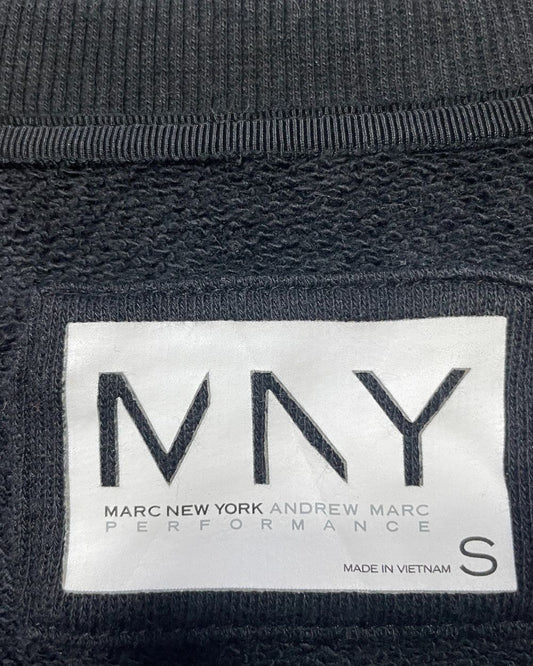 MNY
MARC NEW YORK ANDREW MARC
PERFORMANCE
MADE IN VIETNAM S